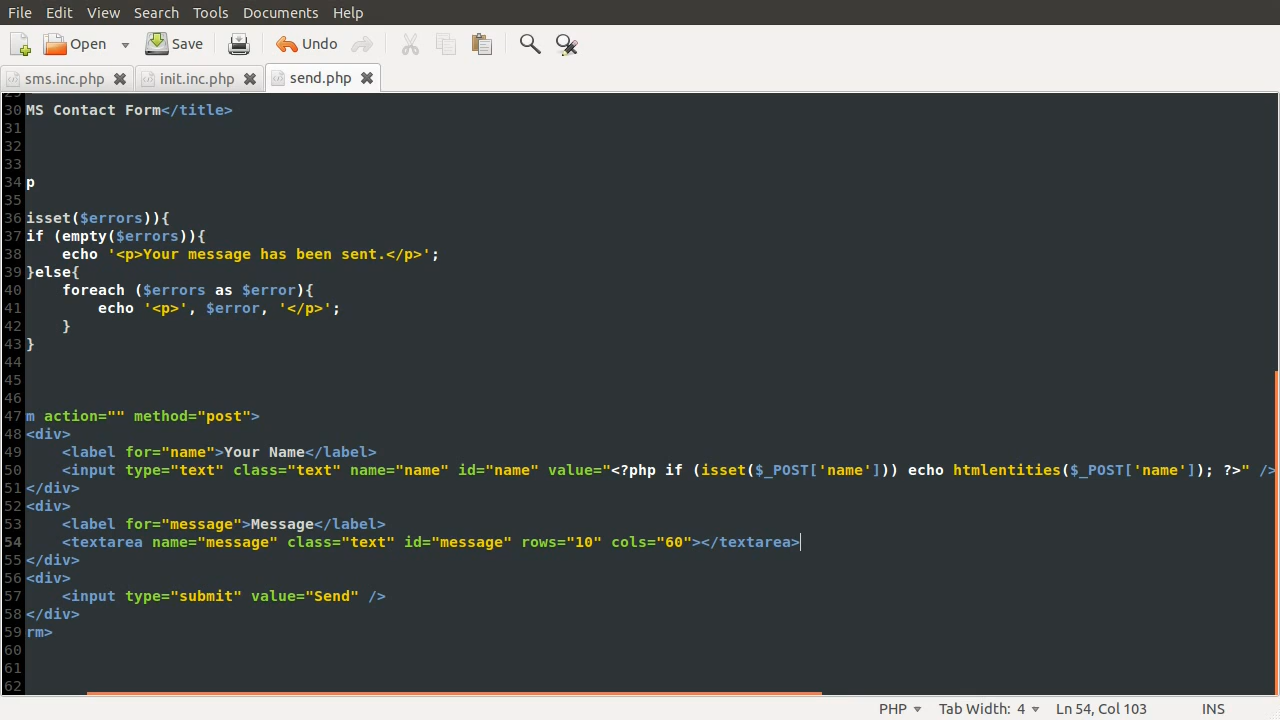 File Edit View Search Tools Documents Help
Open Save Undo
sms.inc.php init.inc.php send.php
29
30 MS Contact Form</title>
31
32
33
34 p
35
36 isset($errors)){
37 if (empty($errors)){
38 echo '<p>Your message has been sent.</p>';
39 }else{
40 foreach ($errors as $error){
41 echo '<p>', $error, '</p>';
42 }
43 }
44
45
46
47 m action="" method="post">
48 <div>
49 <label for="name">Your Name</label>
50 <input type="text" class="text" name="name" id="name" value="<?php if (isset($_POST['name'])) echo htmlentities($_POST['name']); ?>" />
51 </div>
52 <div>
53 <label for="message">Message</label>
54 <textarea name="message" class="text" id="message" rows="10" cols="60"></textarea>
55 </div>
56 <div>
57 <input type="submit" value="Send" />
58 </div>
59 rm>
60
61
62
PHP Tab Width: 4 Ln 54, Col 103 INS